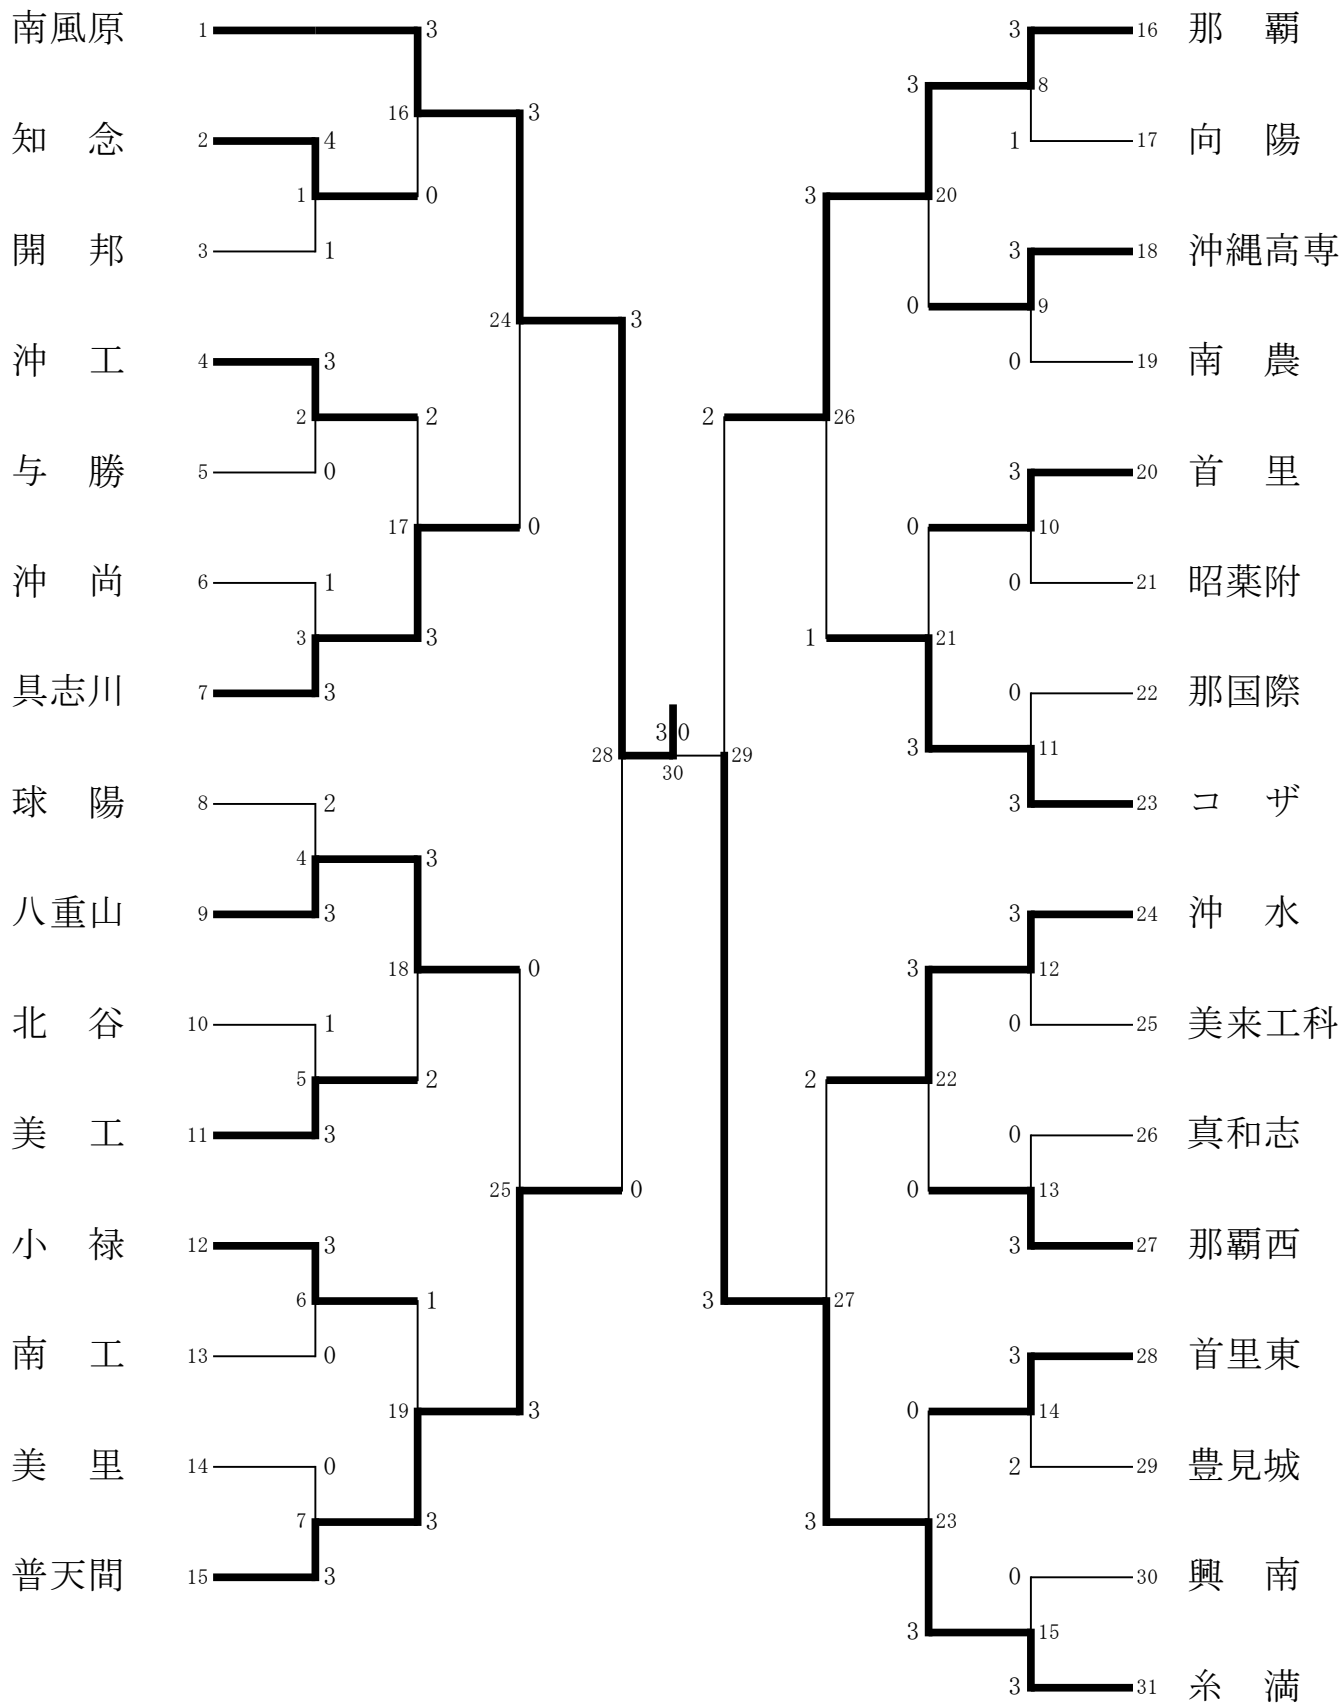 南風原 1 3
16 3
知 念 2 4
1 0
開 邦 3 1
24 3
沖 工 4 3
2 2
与 勝 5 0
17 0
沖 尚 6 1
3 3
具志川 7 3
28 3 0
30
球 陽 8 2
4 3
八重山 9 3
18 0
北 谷 10 1
5 2
美 工 11 3
25 0
小 禄 12 3
6 1
南 工 13 0
19 3
美 里 14 0
7 3
普天間 15 3
3 16 那 覇
3 8
1 17 向 陽
3 20
3 18 沖縄高専
0 9
0 19 南 農
2 26
3 20 首 里
0 10
0 21 昭薬附
1 21
0 22 那国際
3 11
3 23 コ ザ
29
3 24 沖 水
3 12
0 25 美来工科
2 22
0 26 真和志
0 13
3 27 那覇西
3 27
3 28 首里東
0 14
2 29 豊見城
3 23
0 30 興 南
3 15
3 31 糸 満